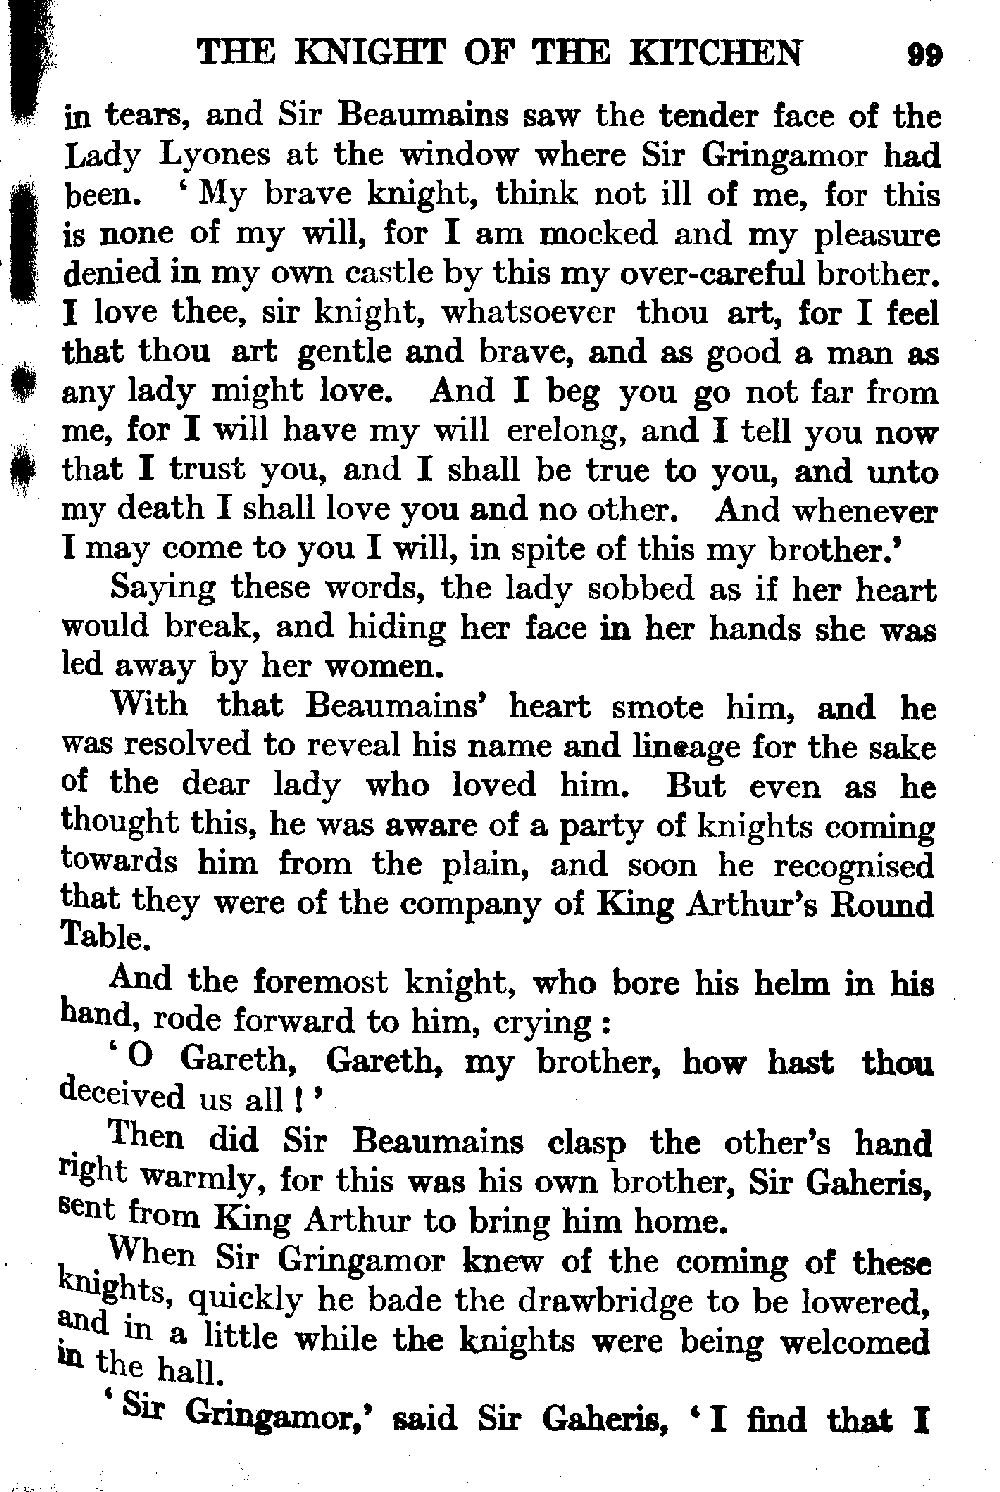 THE KNIGHT OF THE KITCHEN 99
in tears, and Sir Beaumains saw the tender face of the
Lady Lyones at the window where Sir Gringamor had
been. ‘ My brave knight, think not ill of me, for this
is none of my will, for I am mocked and my pleasure
denied in my own castle by this my over-careful brother.
I love thee, sir knight, whatsoever thou art, for I feel
that thou art gentle and brave, and as good a man as
any lady might love. And I beg you go not far from
me, for I will have my will erelong, and I tell you now
that I trust you, and I shall be true to you, and unto
my death I shall love you and no other. And whenever
I may come to you I will, in spite of this my brother.’
Saying these words, the lady sobbed as if her heart
would break, and hiding her face in her hands she was
led away by her women.
With that Beaumains’ heart smote him, and he
was resolved to reveal his name and lineage for the sake
of the dear lady who loved him. But even as he
thought this, he was aware of a party of knights coming
towards him from the plain, and soon he recognised
that they were of the company of King Arthur’s Round
Table.
And the foremost knight, who bore his helm in his
hand, rode forward to him, crying :
‘ O Gareth, Gareth, my brother, how hast thou
deceived us all ! ’
Then did Sir Beaumains clasp the other’s hand
right warmly, for this was his own brother, Sir Gaheris,
sent from King Arthur to bring him home.
When Sir Gringamor knew of the coming of these
knights, quickly he bade the drawbridge to be lowered,
and in a little while the knights were being welcomed
in the hall.
‘ Sir Gringamor,’ said Sir Gaheris, ‘ I find that I